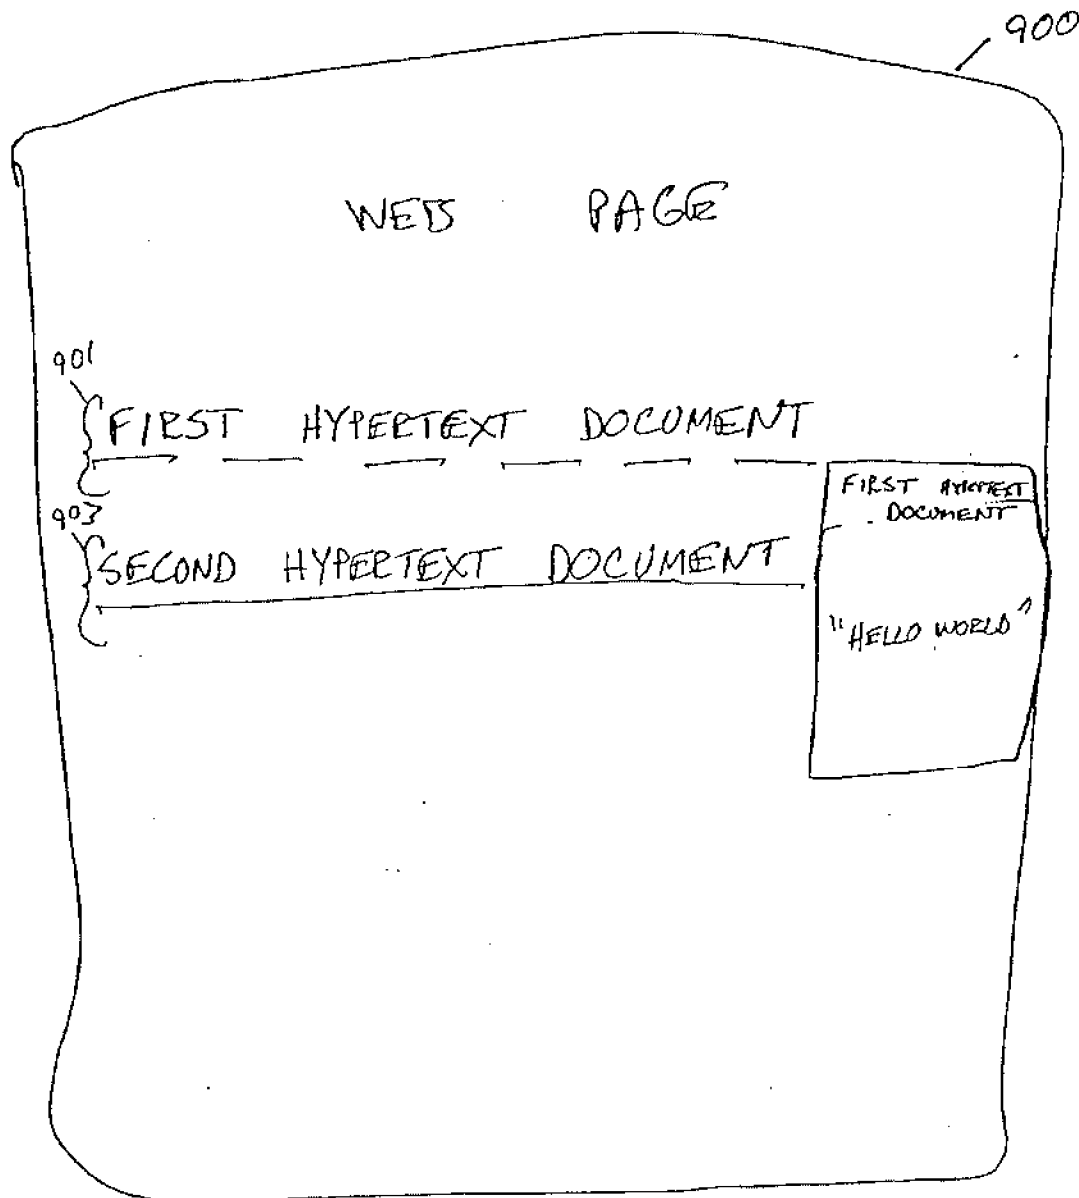 900
WEB PAGE
901
FIRST HYPERTEXT DOCUMENT
FIRST HYPERTEXT
DOCUMENT
903
SECOND HYPERTEXT DOCUMENT
"HELLO WORLD"